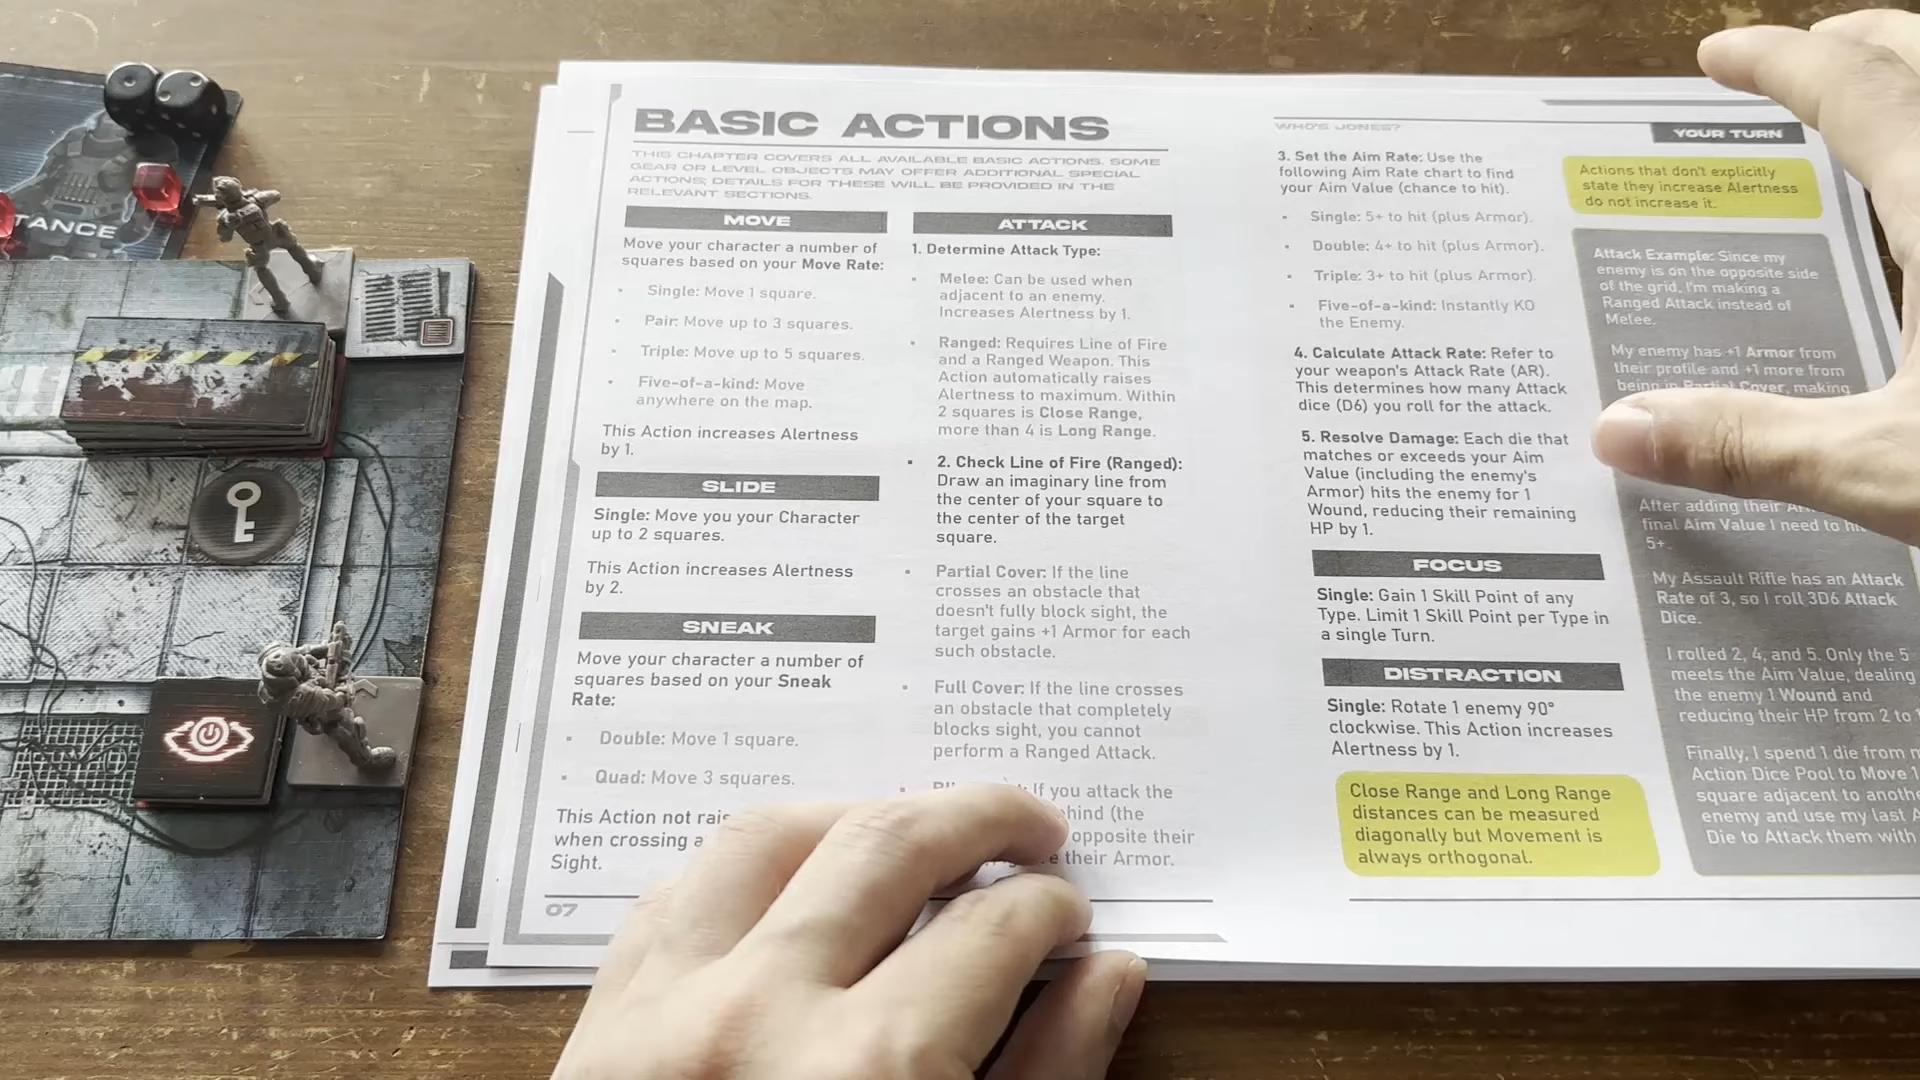 TANCE
BASIC ACTIONS
THIS CHAPTER COVERS ALL AVAILABLE BASIC ACTIONS. SOME
GEAR OR LEVEL OBJECTS MAY OFFER ADDITIONAL SPECIAL
ACTIONS; DETAILS FOR THESE WILL BE PROVIDED IN THE
RELEVANT SECTIONS.
MOVE
Move your character a number of
squares based on your Move Rate:
Single: Move 1 square.
Pair: Move up to 3 squares.
Triple: Move up to 5 squares.
Five-of-a-kind: Move
anywhere on the map.
This Action increases Alertness
by 1.
SLIDE
Single: Move you your Character
up to 2 squares.
This Action increases Alertness
by 2.
SNEAK
Move your character a number of
squares based on your Sneak
Rate:
Double: Move 1 square.
Quad: Move 3 squares.
This Action not rais
when crossing a
Sight.
07
ATTACK
1. Determine Attack Type:
Melee: Can be used when
adjacent to an enemy.
Increases Alertness by 1.
Ranged: Requires Line of Fire
and a Ranged Weapon. This
Action automatically raises
Alertness to maximum. Within
2 squares is Close Range,
more than 4 is Long Range.
2. Check Line of Fire (Ranged):
Draw an imaginary line from
the center of your square to
the center of the target
square.
Partial Cover: If the line
crosses an obstacle that
doesn't fully block sight, the
target gains +1 Armor for each
such obstacle.
Full Cover: If the line crosses
an obstacle that completely
blocks sight, you cannot
perform a Ranged Attack.
If you attack the
ehind (the
opposite their
their Armor.
WHO'S JONES?
3. Set the Aim Rate: Use the
following Aim Rate chart to find
your Aim Value (chance to hit).
Single: 5+ to hit (plus Armor).
Double: 4+ to hit (plus Armor).
Triple: 3+ to hit (plus Armor).
Five-of-a-kind: Instantly KO
the Enemy.
4. Calculate Attack Rate: Refer to
your weapon's Attack Rate (AR).
This determines how many Attack
dice (D6) you roll for the attack.
5. Resolve Damage: Each die that
matches or exceeds your Aim
Value (including the enemy's
Armor) hits the enemy for 1
Wound, reducing their remaining
HP by 1.
FOCUS
Single: Gain 1 Skill Point of any
Type. Limit 1 Skill Point per Type in
a single Turn.
DISTRACTION
Single: Rotate 1 enemy 90°
clockwise. This Action increases
Alertness by 1.
Close Range and Long Range
distances can be measured
diagonally but Movement is
always orthogonal.
YOUR TURN
Actions that don't explicitly
state they increase Alertness
do not increase it.
Attack Example: Since my
enemy is on the opposite side
of the grid, I'm making a
Ranged Attack instead of
Melee.
My enemy has +1 Armor from
their profile and +1 more from
being in Partial Cover, making
After adding their
final Aim Value I need to
5+.
My Assault Rifle has an Attack
Rate of 3, so I roll 3D6 Attack
Dice.
I rolled 2, 4, and 5. Only the 5
meets the Aim Value, dealing
the enemy 1 Wound and
reducing their HP from 2 to 1
Finally, I spend 1 die from m
Action Dice Pool to Move 1
square adjacent to anothe
enemy and use my last A
Die to Attack them with